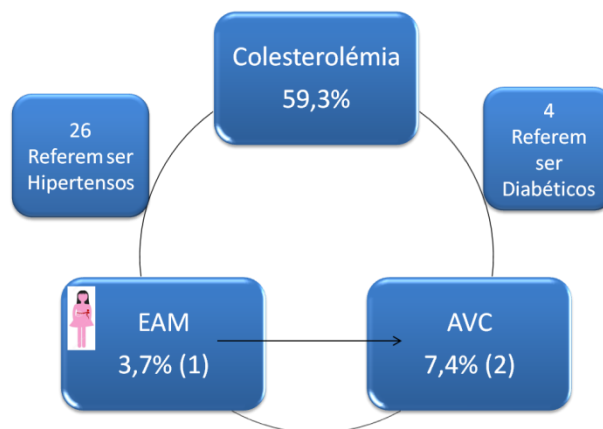 Colesterolémia
59,3%
26
Referem ser
Hipertensos
4
Referem
ser
Diabéticos
EAM
3,7% (1)
AVC
7,4% (2)